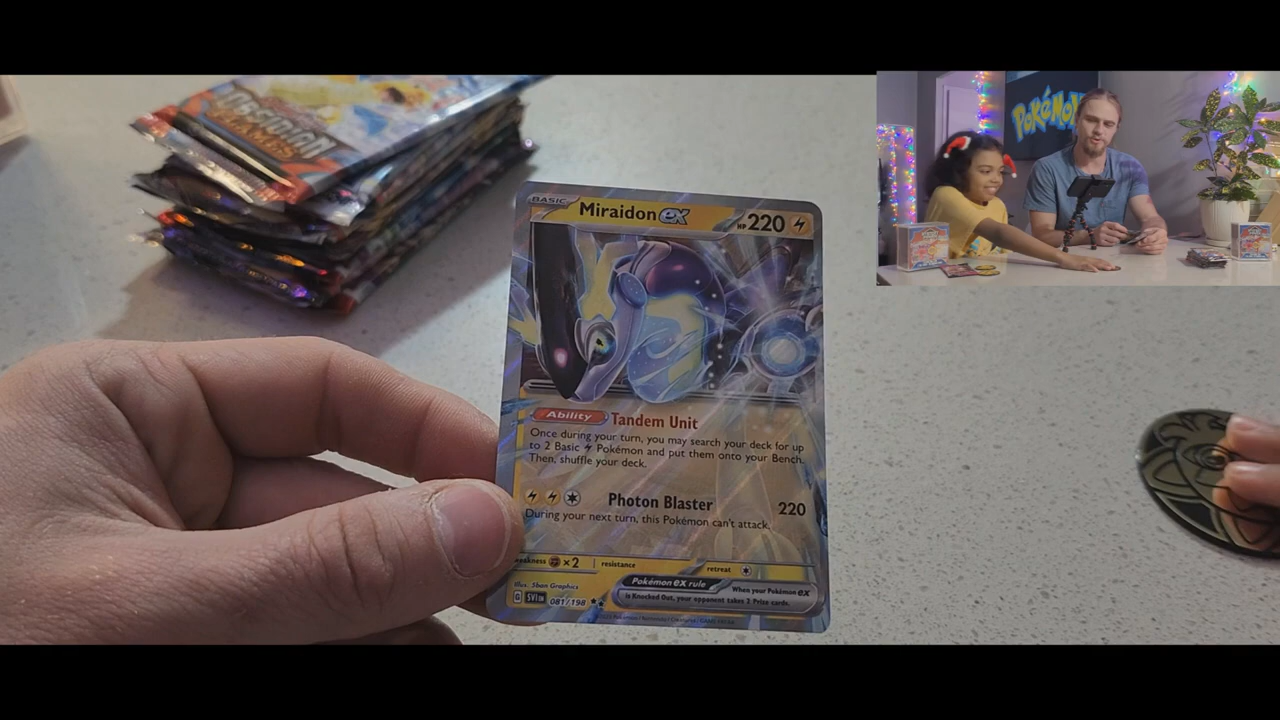 OBSIDIAN
FLAMES
POKéMON
BASIC
Miraidon ex
HP 220
Ability Tandem Unit
Once during your turn, you may search your deck for up
to 2 Basic Pokémon and put them onto your Bench.
Then, shuffle your deck.
Photon Blaster 220
During your next turn, this Pokémon can't attack.
weakness ×2 resistance retreat
Illus. 5ban Graphics
G SVI EN 081/198
Pokémon ex rule
When your Pokémon ex
is Knocked Out, your opponent takes 2 Prize cards.